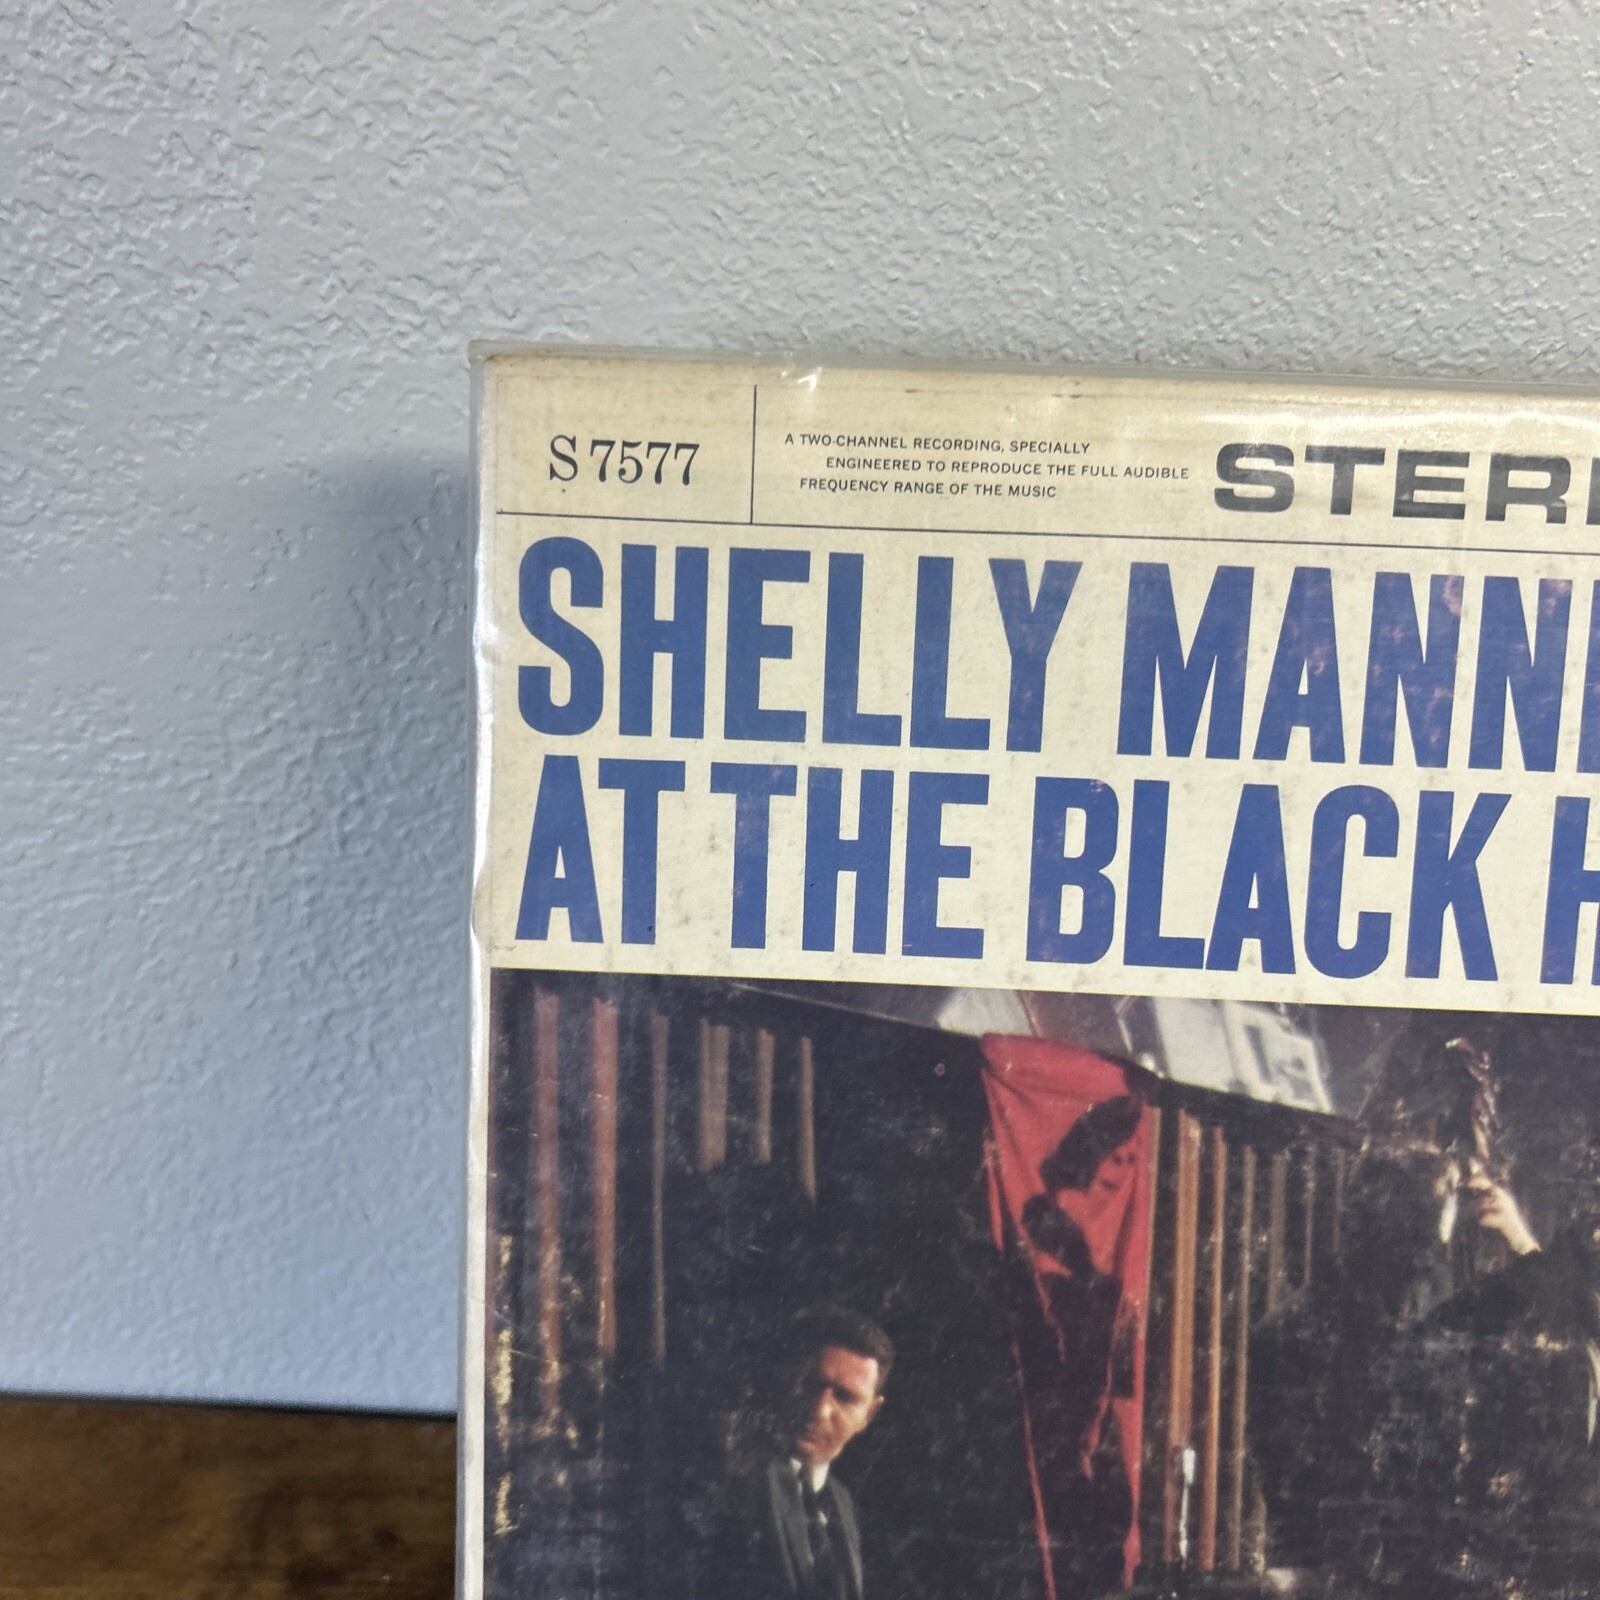 S 7577
A TWO-CHANNEL RECORDING, SPECIALLY
ENGINEERED TO REPRODUCE THE FULL AUDIBLE
FREQUENCY RANGE OF THE MUSIC
STERE
SHELLY MANN
AT THE BLACK H